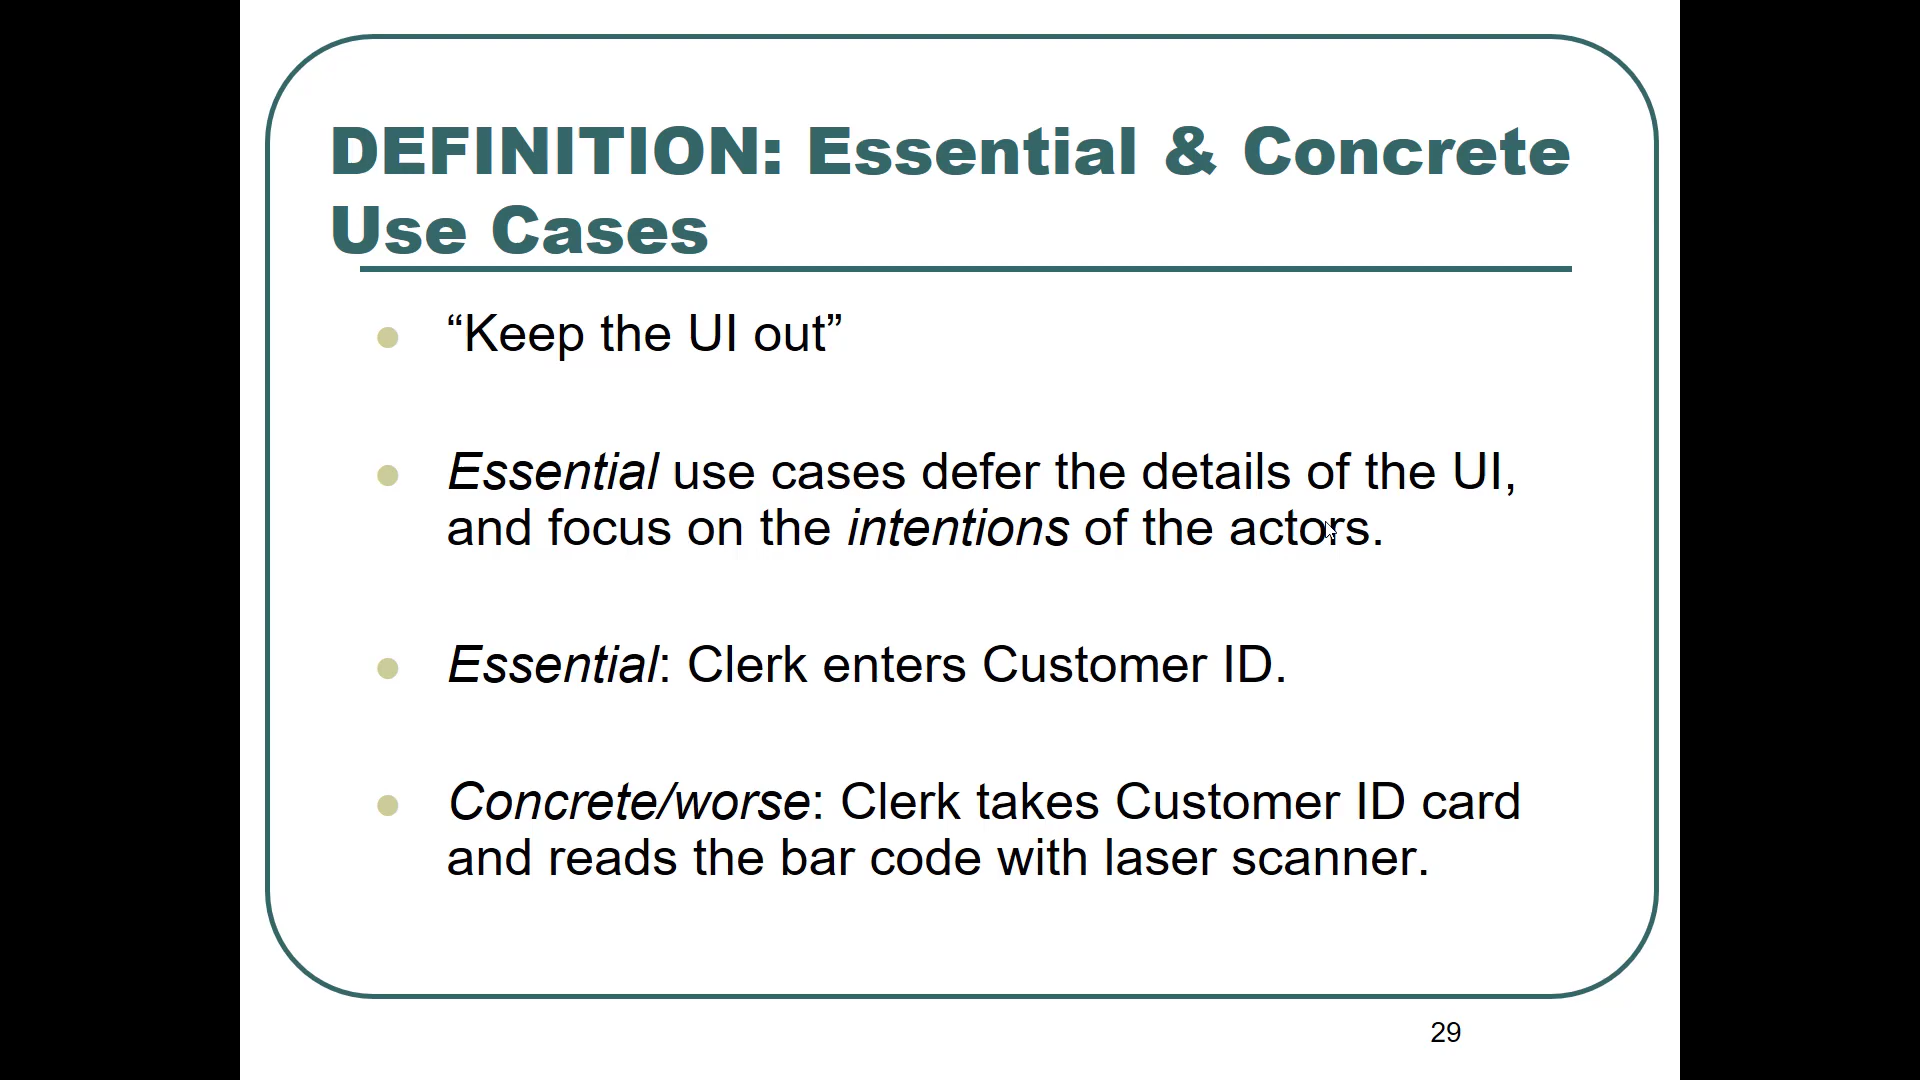 DEFINITION: Essential & Concrete
Use Cases
“Keep the UI out”
Essential use cases defer the details of the UI,
and focus on the intentions of the actors.
Essential: Clerk enters Customer ID.
Concrete/worse: Clerk takes Customer ID card
and reads the bar code with laser scanner.
29